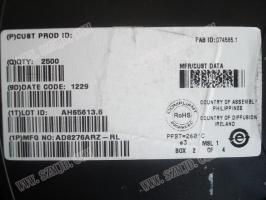 (P)CUST PROD ID:
FAB ID:074565.1
(Q)QTY: 2500
MFR/CUST DATA
(9D)DATE CODE: 1229
(1T)LOT ID: AH65613.6
COMPLIANT
RoHS
COUNTRY OF ASSEMBLY
PHILIPPINES
COUNTRY OF DIFFUSION
IRELAND
PPBT=260°C
e3 MSL 1
(1P)MFG NO: AD8276ARZ-RL
BOX 2 OF 4